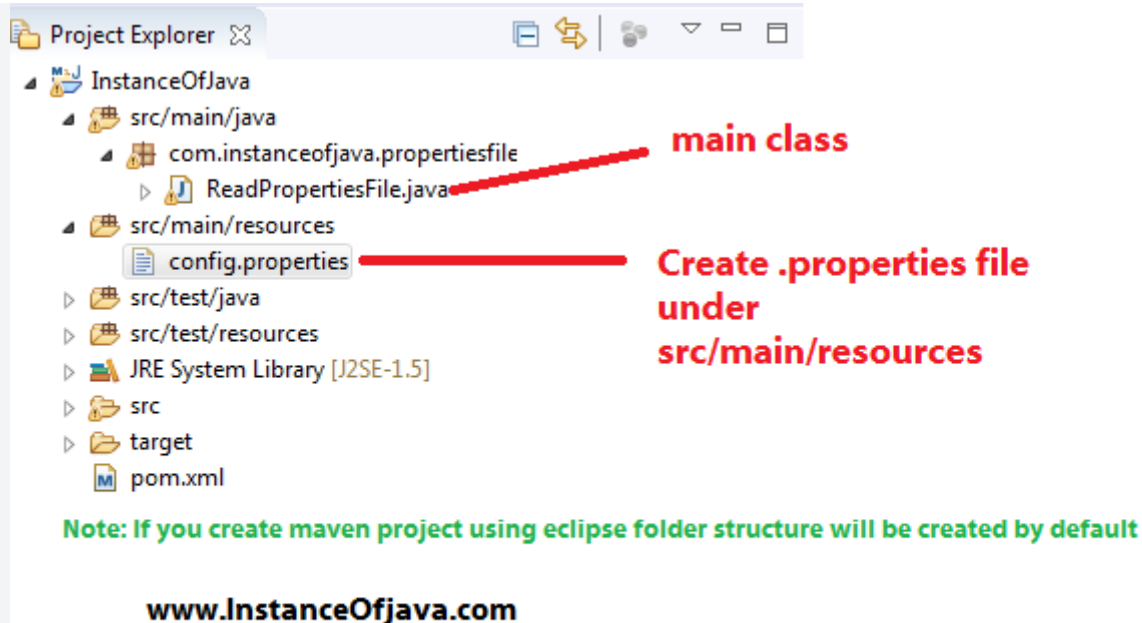 Project Explorer
InstanceOfJava
src/main/java
com.instanceofjava.propertiesfile
main class
ReadPropertiesFile.java
src/main/resources
config.properties
Create .properties file
under
src/main/resources
src/test/java
src/test/resources
JRE System Library [J2SE-1.5]
src
target
pom.xml
Note: If you create maven project using eclipse folder structure will be created by default
www.InstanceOfjava.com